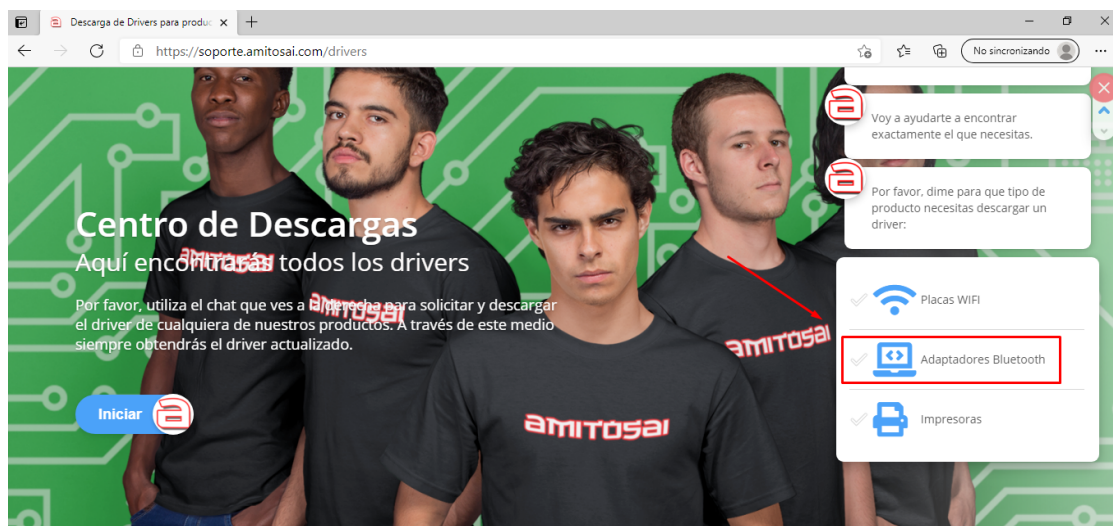 Descarga de Drivers para produc
https://soporte.amitosai.com/drivers
No sincronizando
Voy a ayudarte a encontrar
exactamente el que necesitas.
Por favor, dime para que tipo de
producto necesitas descargar un
driver:
Centro de Descargas
Aquí encontrarás todos los drivers
Por favor, utiliza el chat que ves a la derecha para solicitar y descargar
el driver de cualquiera de nuestros productos. A través de este medio
siempre obtendrás el driver actualizado.
Iniciar
amitosai
amitosai
amitosai
amitosai
Placas WIFI
Adaptadores Bluetooth
Impresoras